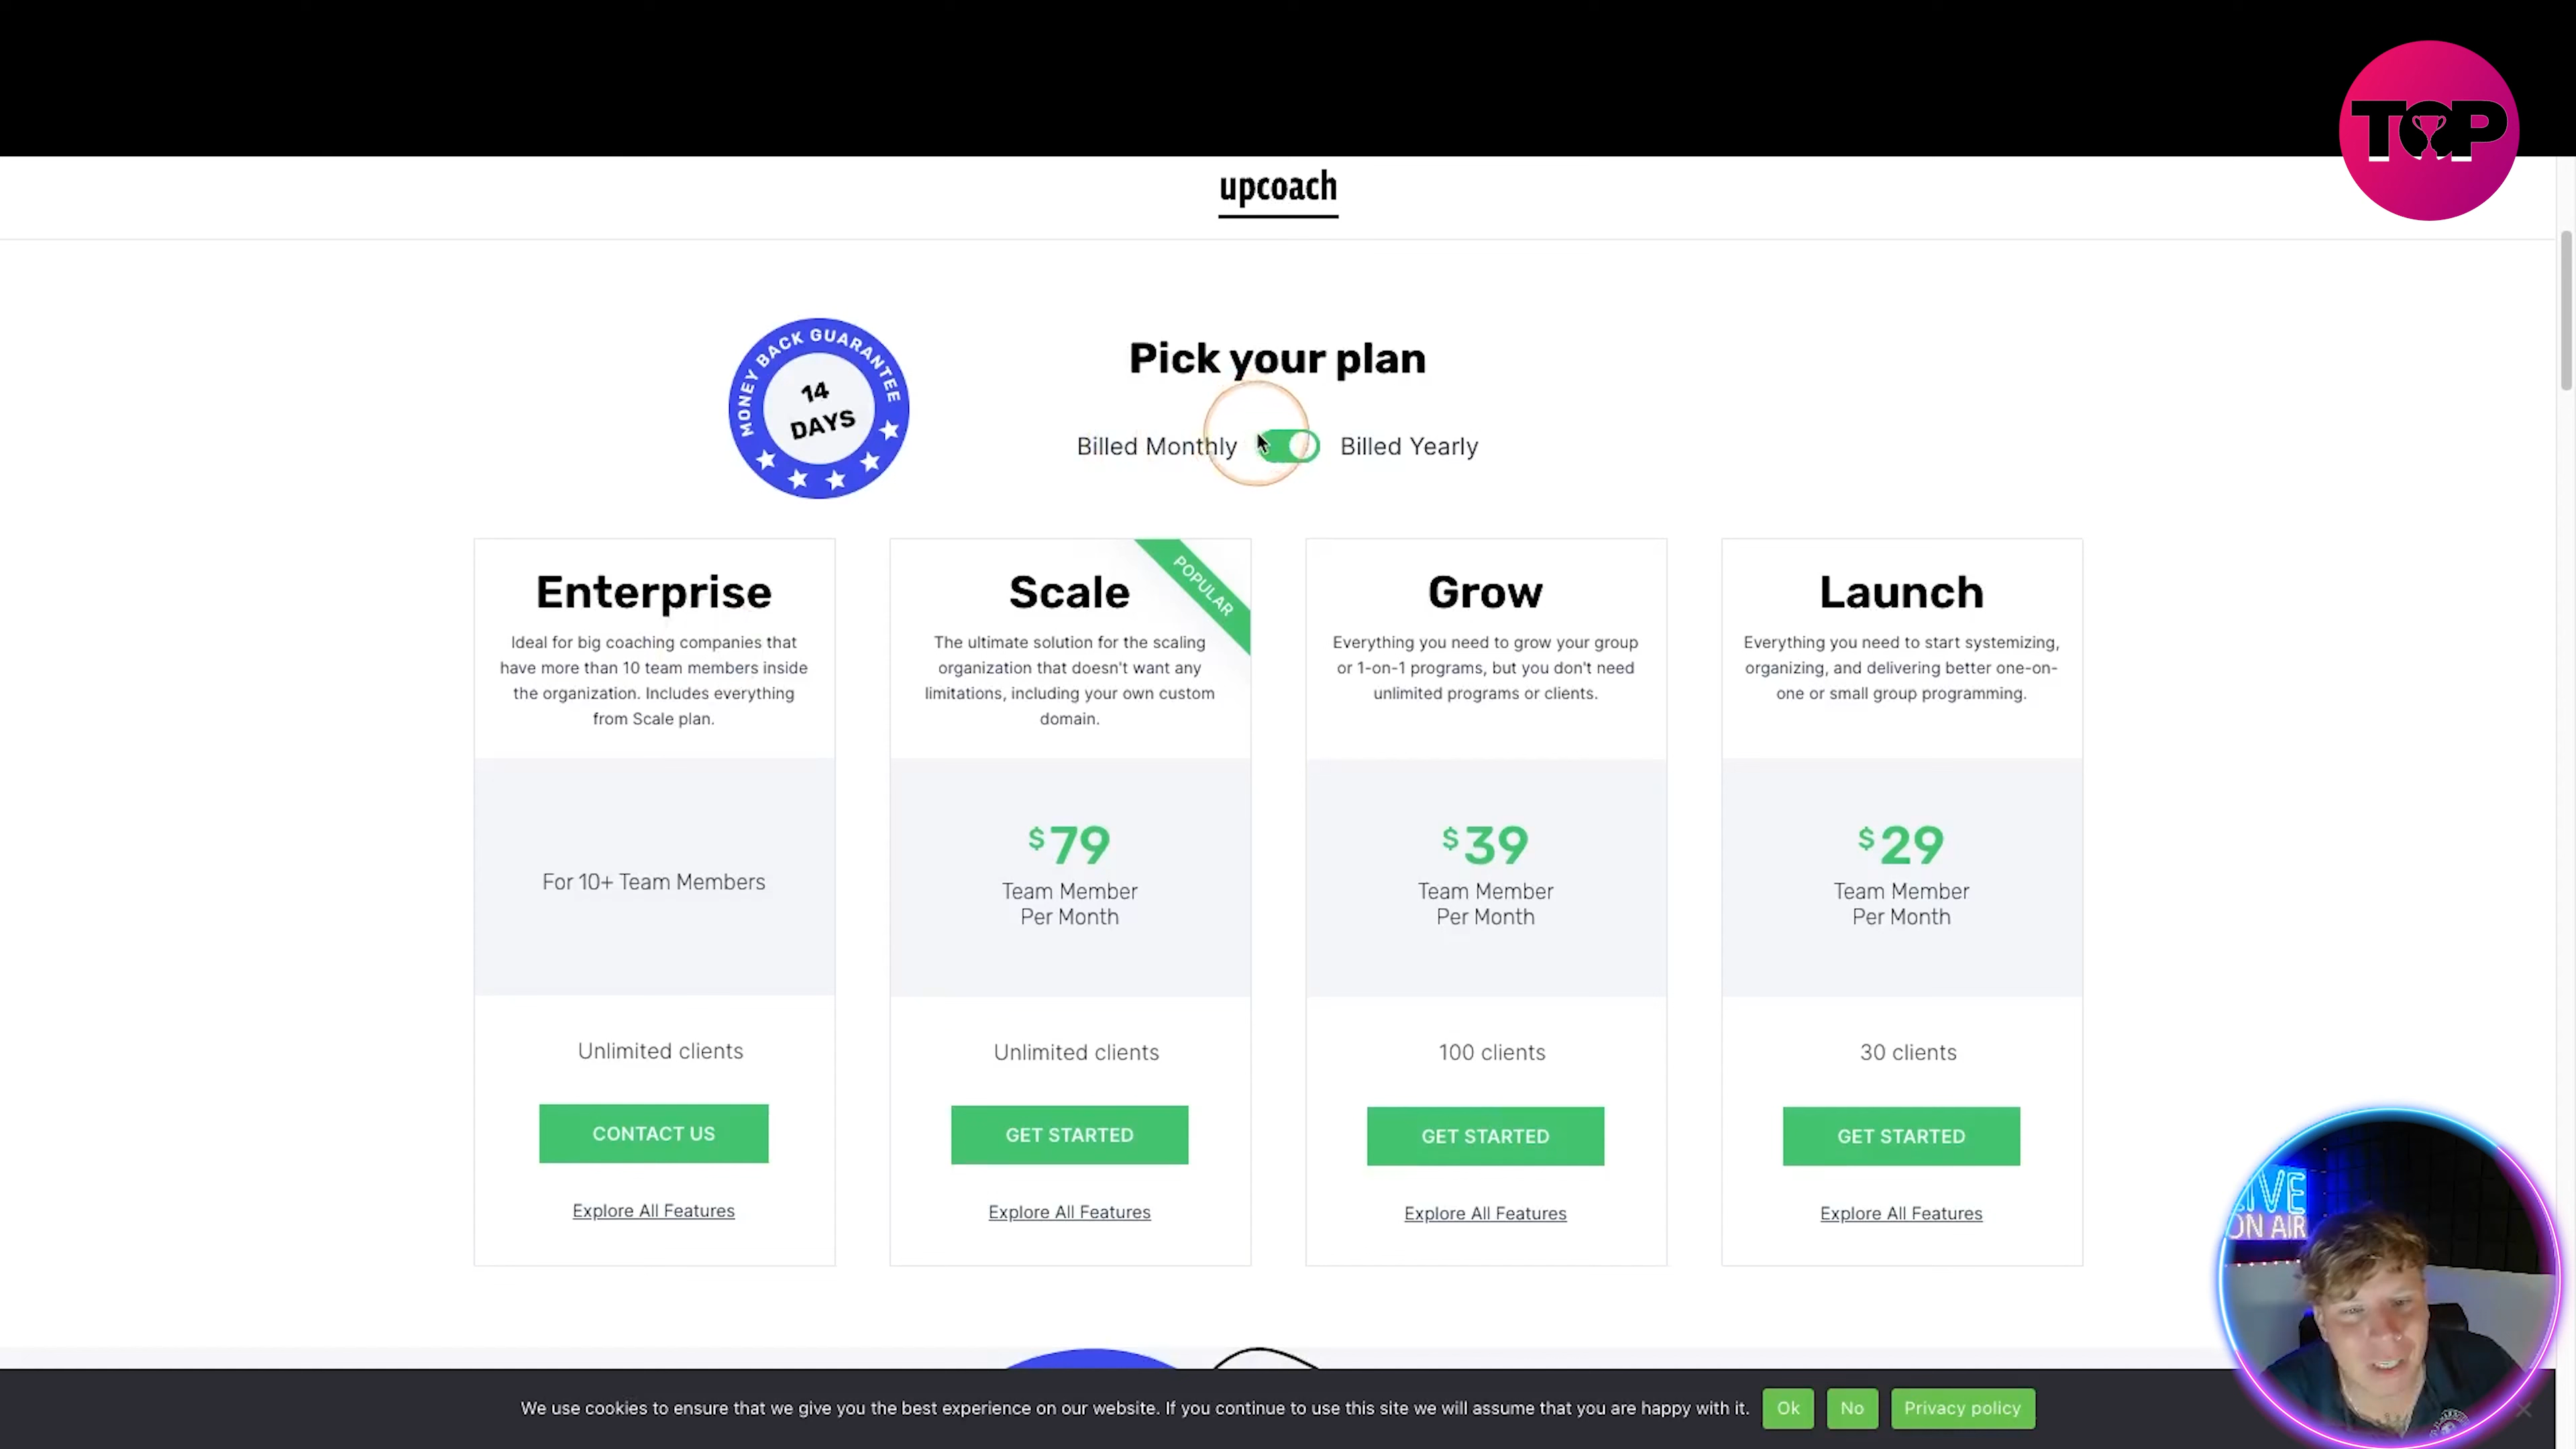 TOP
upcoach
MONEY BACK GUARANTEE
14
DAYS
Pick your plan
Billed Monthly
Billed Yearly
Enterprise
Ideal for big coaching companies that
have more than 10 team members inside
the organization. Includes everything
from Scale plan.
For 10+ Team Members
Unlimited clients
CONTACT US
Explore All Features
POPULAR
Scale
The ultimate solution for the scaling
organization that doesn't want any
limitations, including your own custom
domain.
$79
Team Member
Per Month
Unlimited clients
GET STARTED
Explore All Features
Grow
Everything you need to grow your group
or 1-on-1 programs, but you don't need
unlimited programs or clients.
$39
Team Member
Per Month
100 clients
GET STARTED
Explore All Features
Launch
Everything you need to start systemizing,
organizing, and delivering better one-on-
one or small group programming.
$29
Team Member
Per Month
30 clients
GET STARTED
Explore All Features
LIVE
ON AIR
We use cookies to ensure that we give you the best experience on our website. If you continue to use this site we will assume that you are happy with it.
Ok
No
Privacy policy